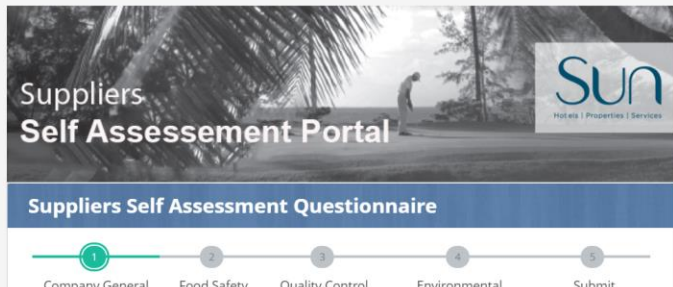 Suppliers
Self Assessement Portal
Sun
Hotels | Properties | Services
Suppliers Self Assessment Questionnaire
1 2 3 4 5
Company General Food Safety Quality Control Environmental Submit